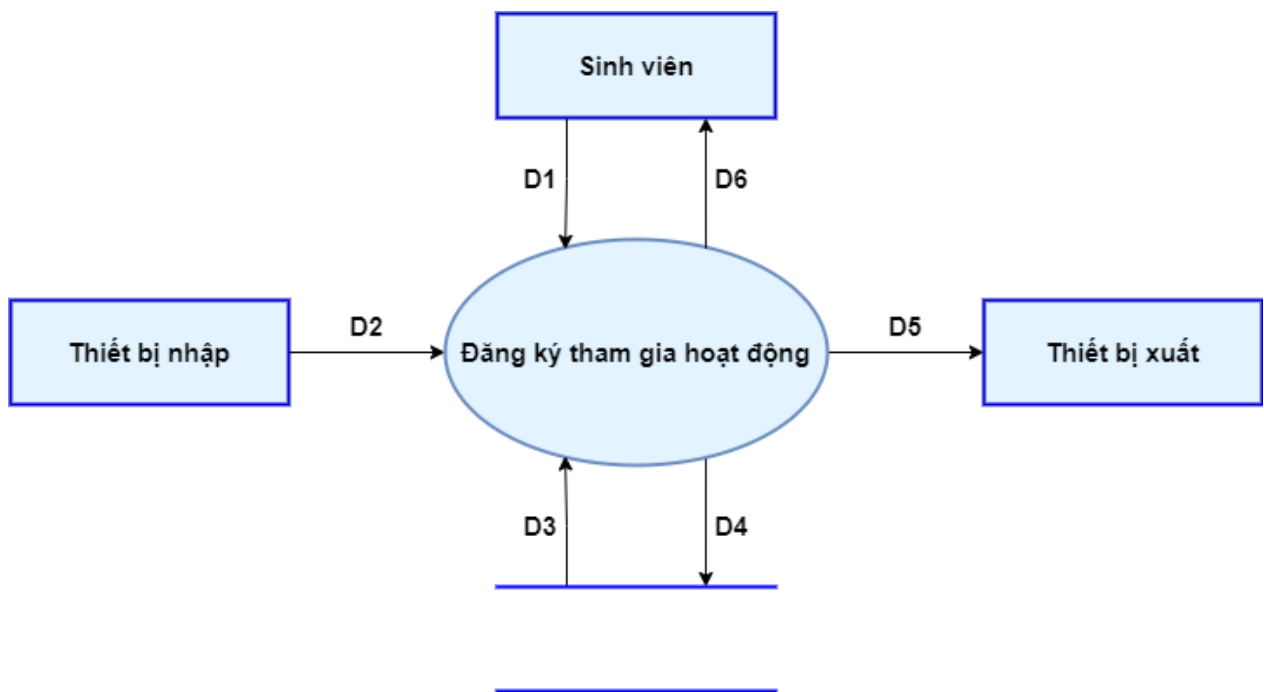 Sinh viên
D1
D6
Thiết bị nhập
D2
Đăng ký tham gia hoạt động
D5
Thiết bị xuất
D3
D4